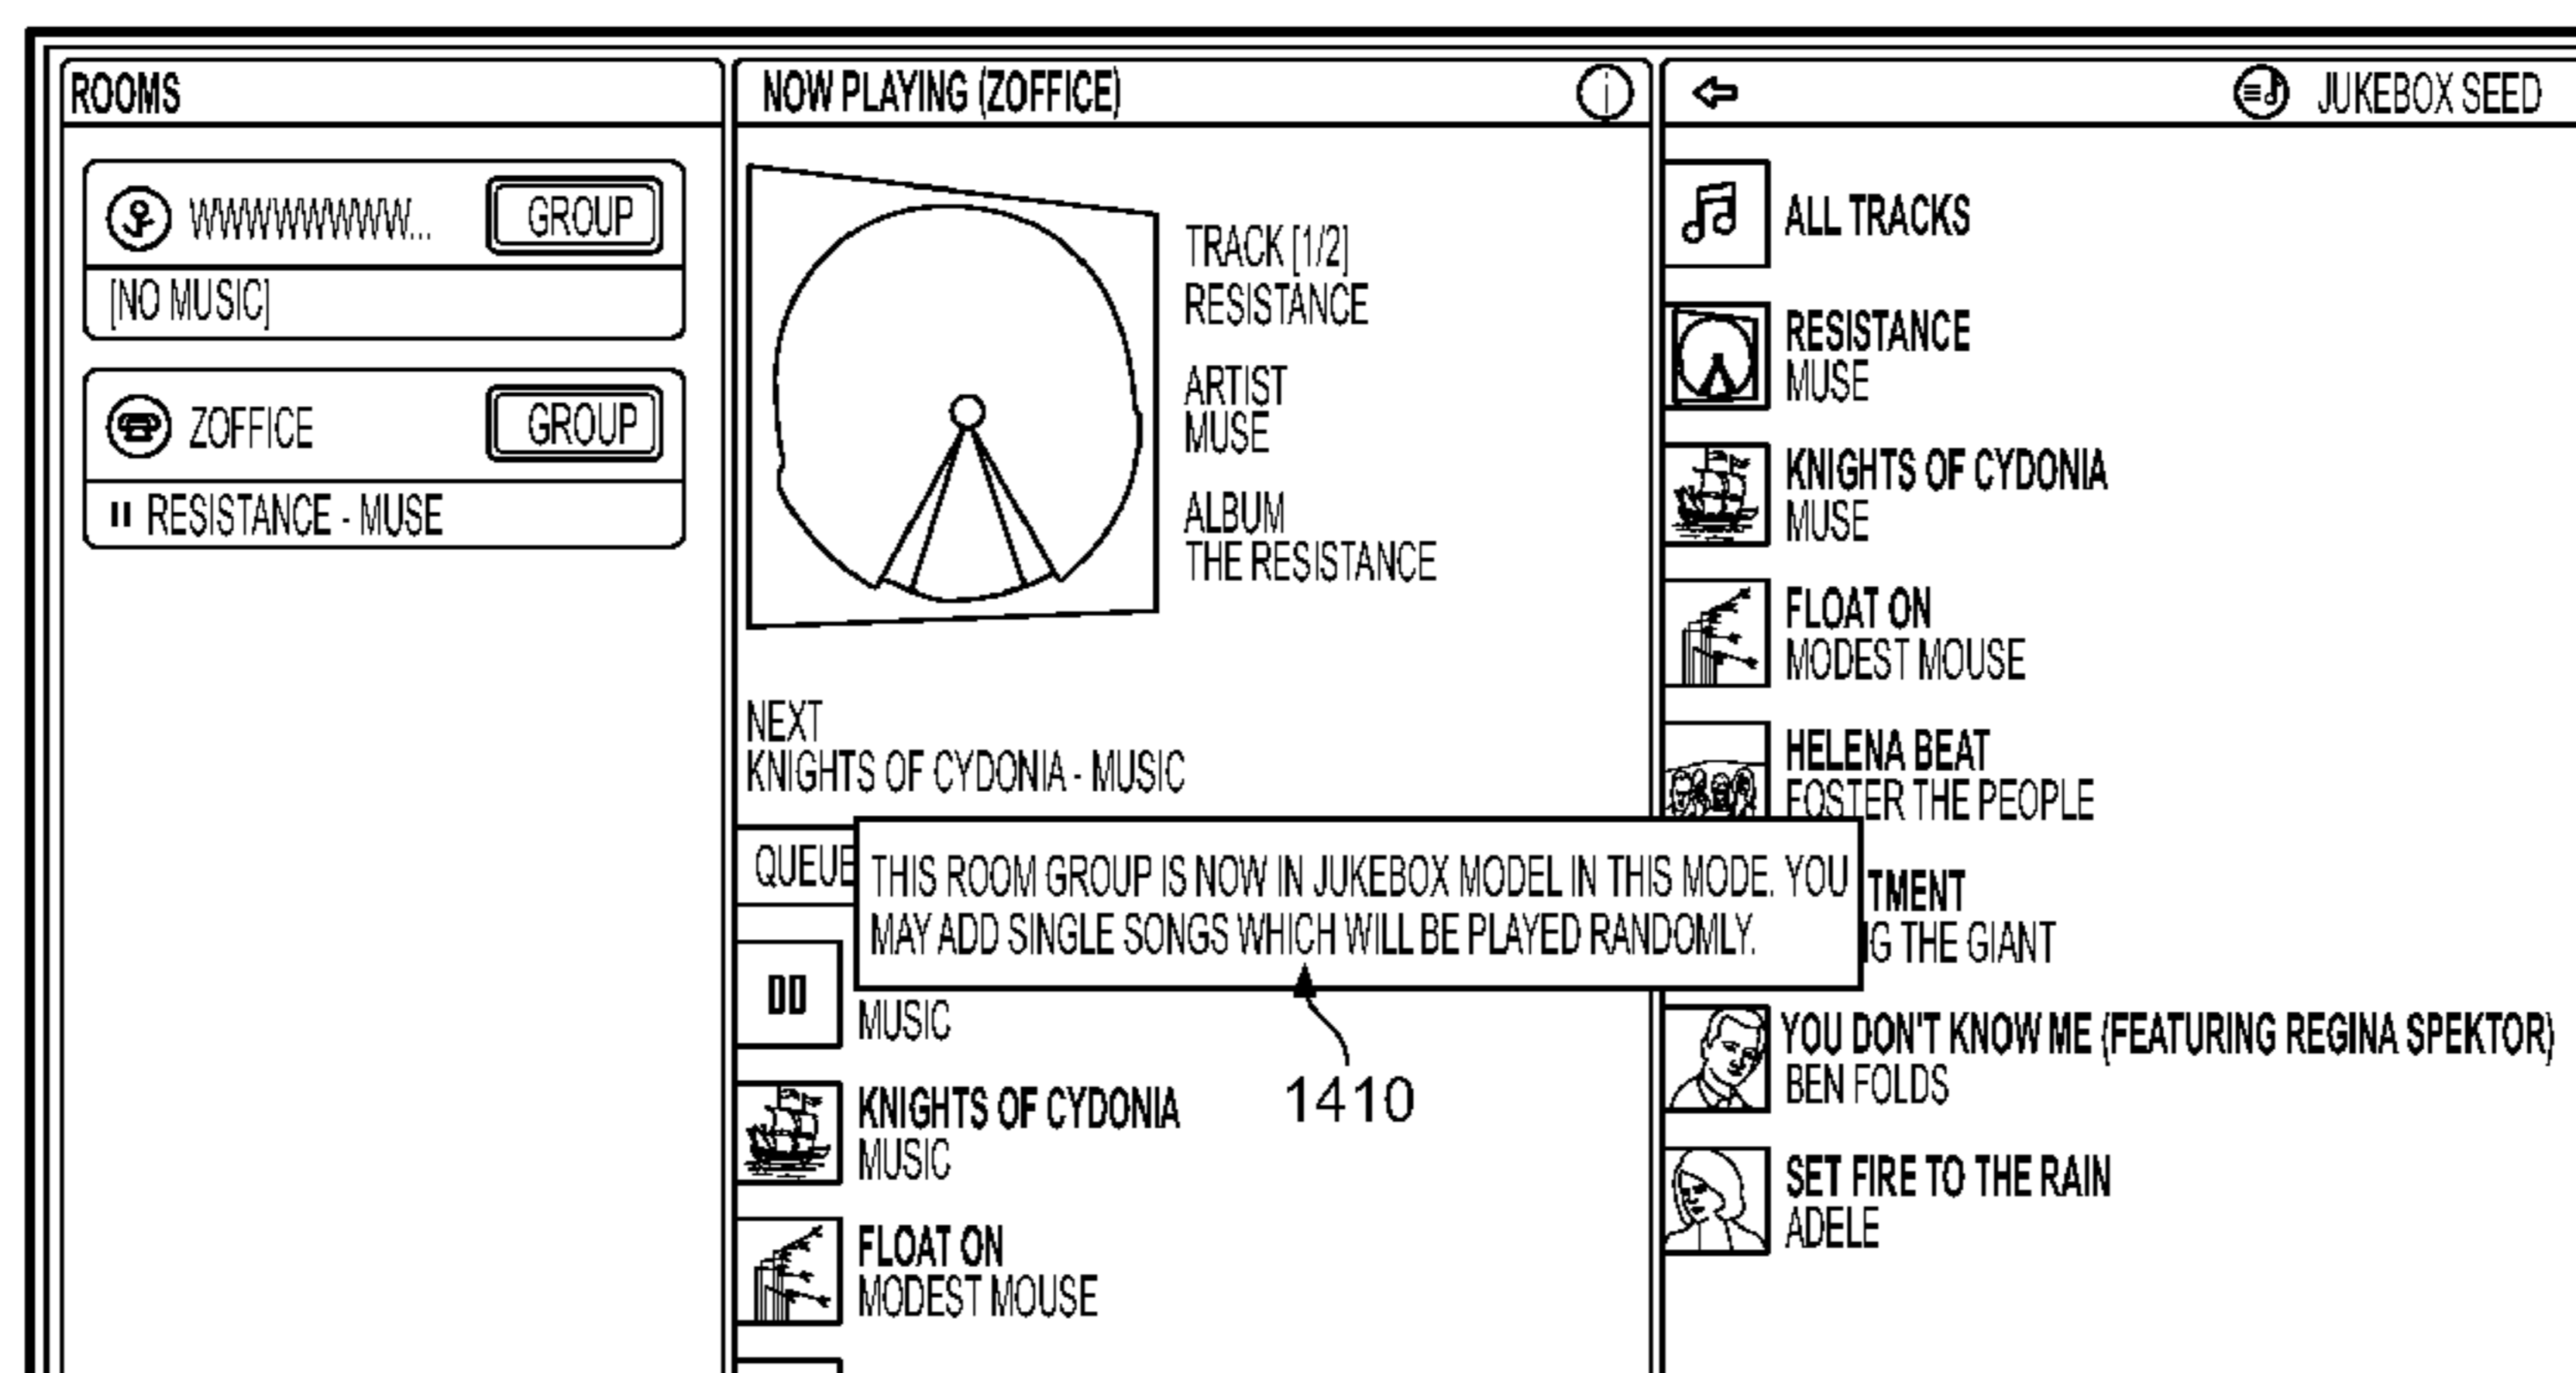 ROOMS
WWWWWWWW...
GROUP
[NO MUSIC]
ZOFFICE
GROUP
RESISTANCE - MUSE
NOW PLAYING (ZOFFICE)
TRACK [1/2]
RESISTANCE
ARTIST
MUSE
ALBUM
THE RESISTANCE
NEXT
KNIGHTS OF CYDONIA - MUSIC
QUEUE
THIS ROOM GROUP IS NOW IN JUKEBOX MODEL IN THIS MODE. YOU
MAY ADD SINGLE SONGS WHICH WILL BE PLAYED RANDOMLY.
1410
MUSIC
KNIGHTS OF CYDONIA
MUSIC
FLOAT ON
MODEST MOUSE
JUKEBOX SEED
ALL TRACKS
RESISTANCE
MUSE
KNIGHTS OF CYDONIA
MUSE
FLOAT ON
MODEST MOUSE
HELENA BEAT
FOSTER THE PEOPLE
TMENT
G THE GIANT
YOU DON'T KNOW ME (FEATURING REGINA SPEKTOR)
BEN FOLDS
SET FIRE TO THE RAIN
ADELE